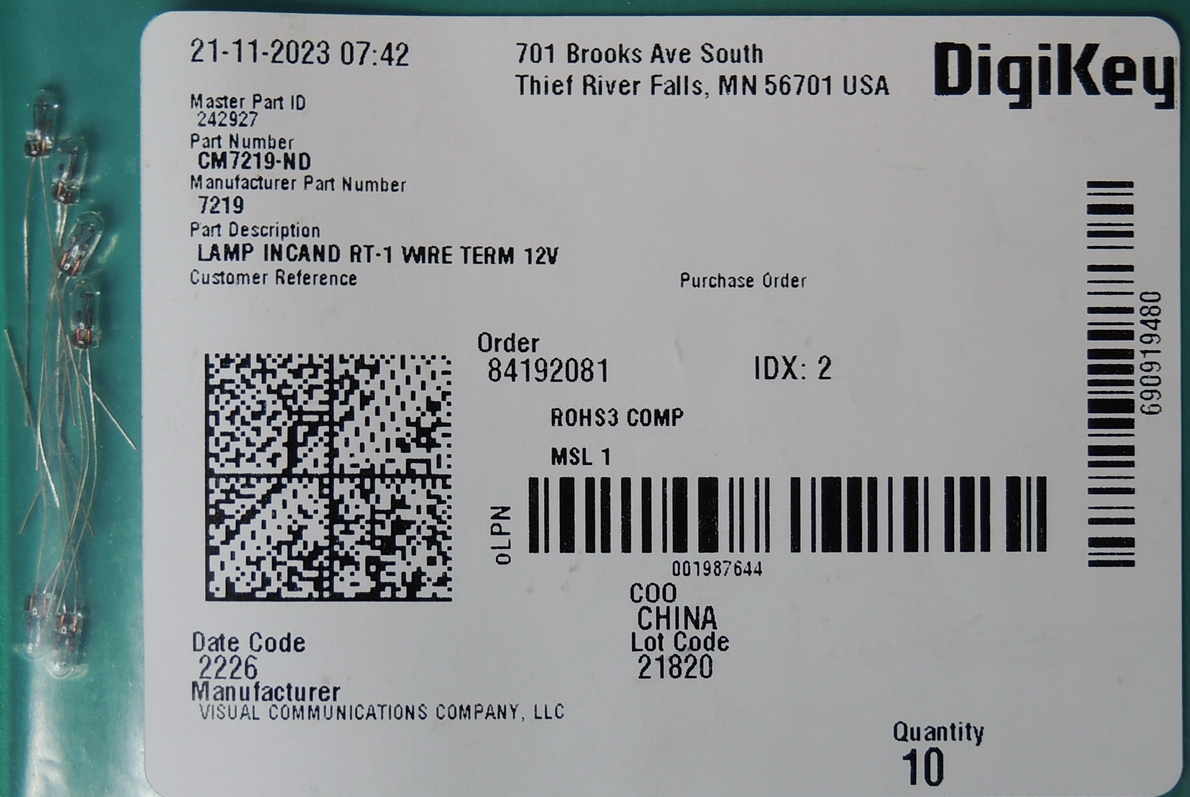 21-11-2023 07:42
701 Brooks Ave South
Thief River Falls, MN 56701 USA
DigiKey
Master Part ID
242927
Part Number
CM7219-ND
Manufacturer Part Number
7219
Part Description
LAMP INCAND RT-1 WIRE TERM 12V
Customer Reference
Purchase Order
690919480
Order
84192081
IDX: 2
ROHS3 COMP
MSL 1
oLPN
001987644
COO
CHINA
Date Code
2226
Lot Code
21820
Manufacturer
VISUAL COMMUNICATIONS COMPANY, LLC
Quantity
10